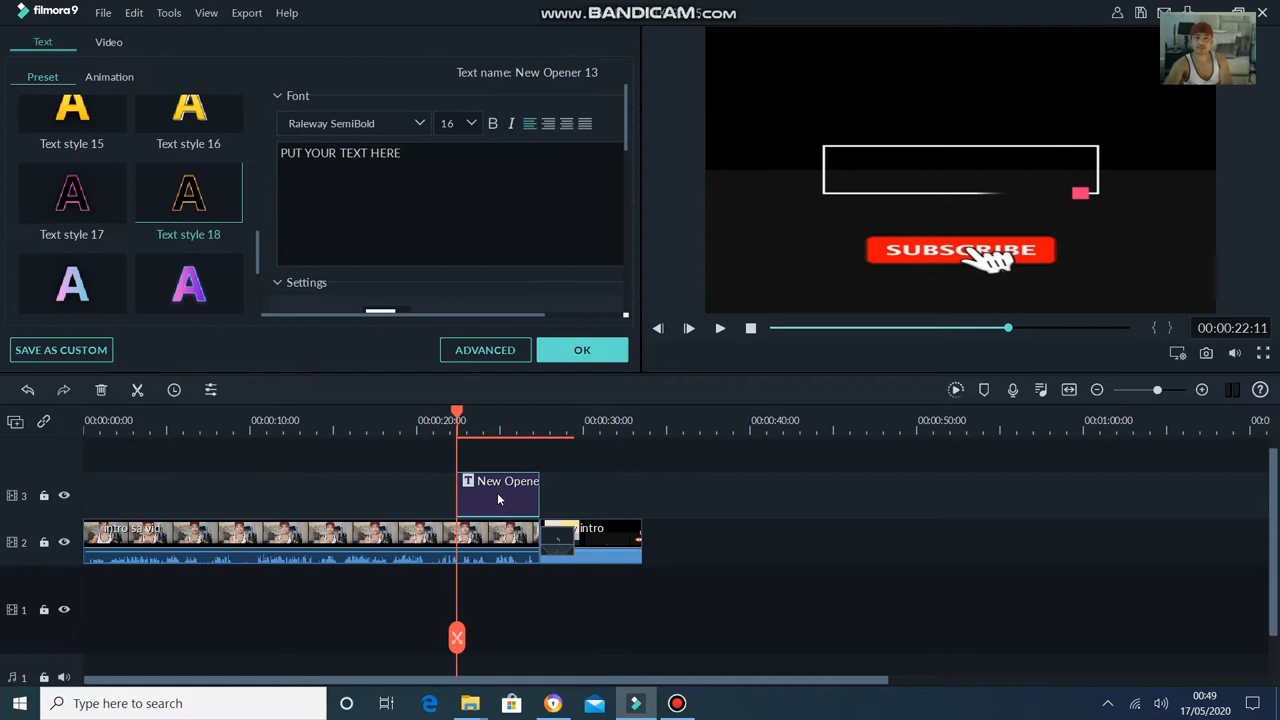 filmora9
File Edit Tools View Export Help
www.BANDICAM.com
Text Video
Preset Animation
Text name: New Opener 13
Font
Text style 15
Text style 16
Raleway SemiBold
16
B I
PUT YOUR TEXT HERE
A A
Text style 17
Text style 18
A A
Settings
SUBSCRIBE
00:00:22:11
SAVE AS CUSTOM
ADVANCED
OK
00:00:00:00
00:00:10:00
00:00:20:00
00:00:30:00
00:00:40:00
00:00:50:00
00:01:00:00
00:0
3
T New Opene
2
intro sa vid
intro
1
1
Type here to search
00:49
17/05/2020